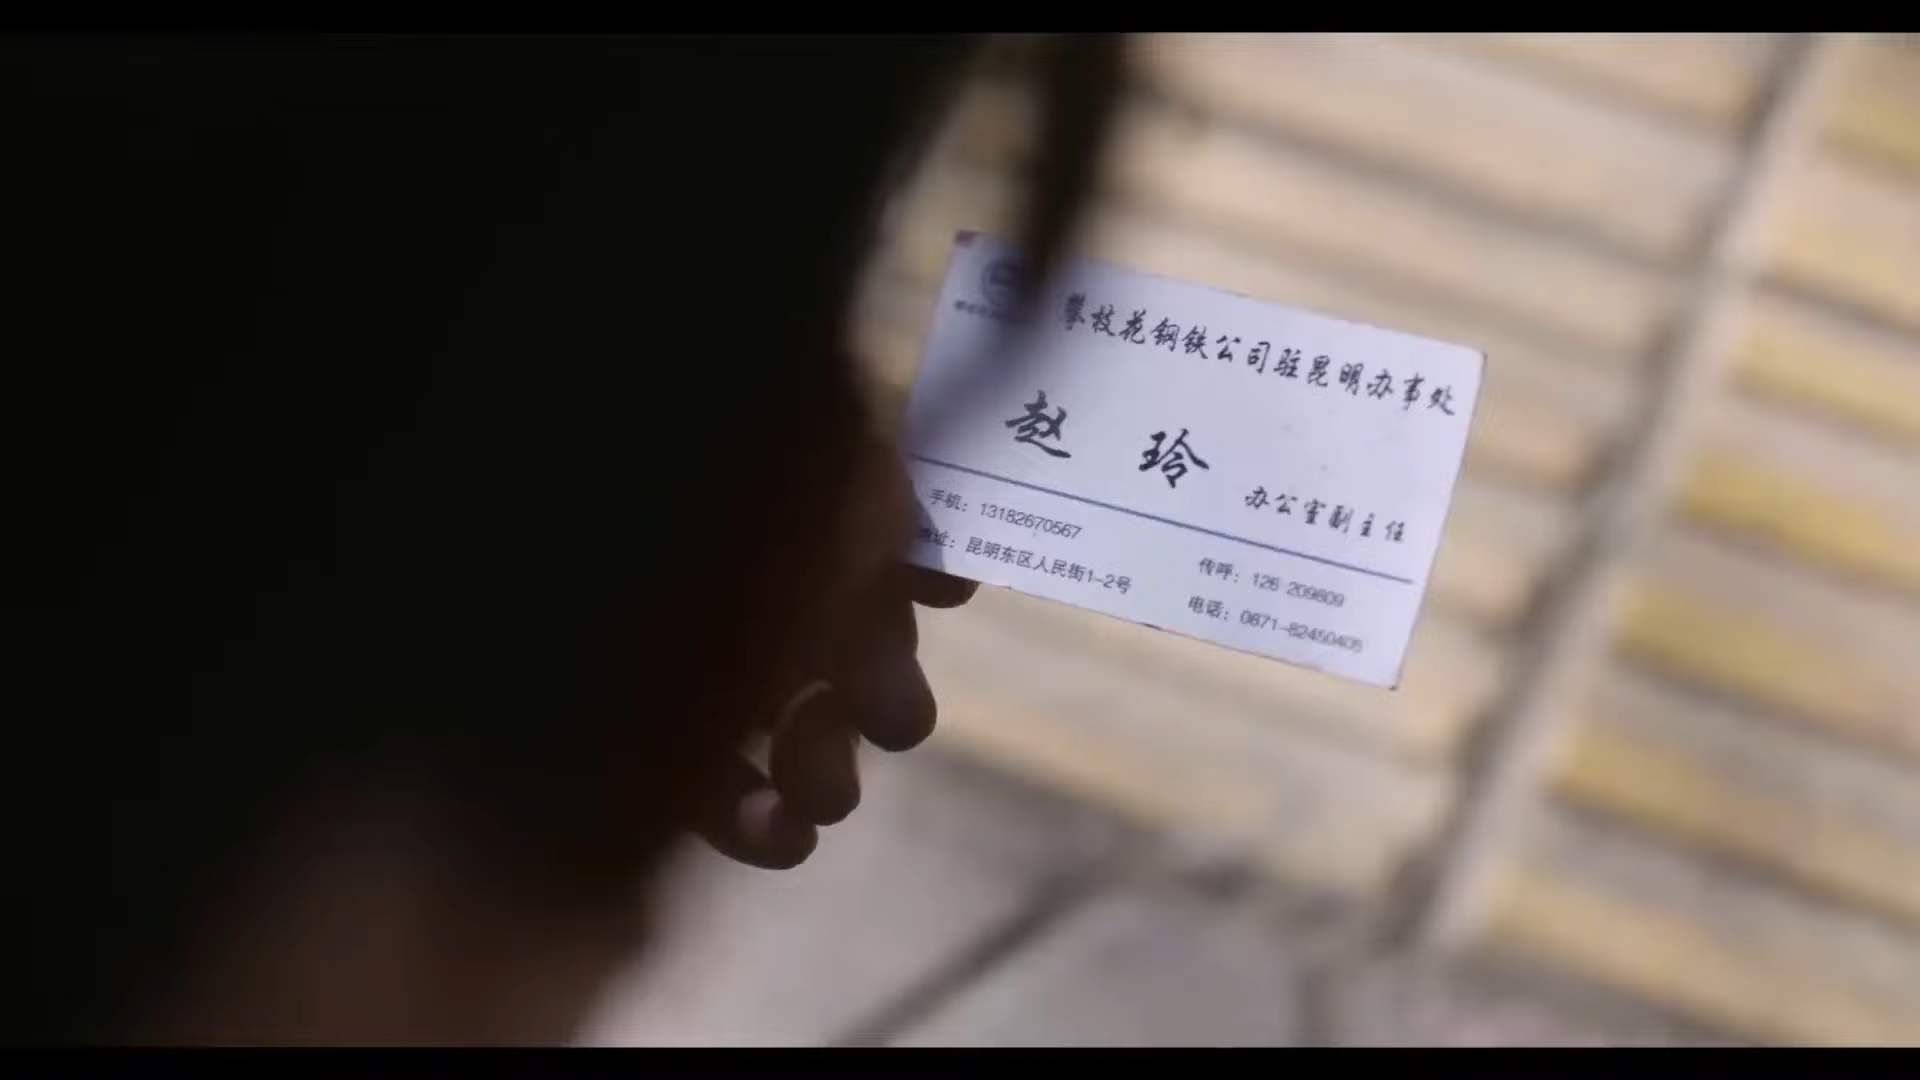 攀枝花钢铁公司驻昆明办事处
赵 玲 办公室副主任
手机：13182670567
传呼：126 209809
地址：昆明东区人民街1-2号
电话：0871-82450405